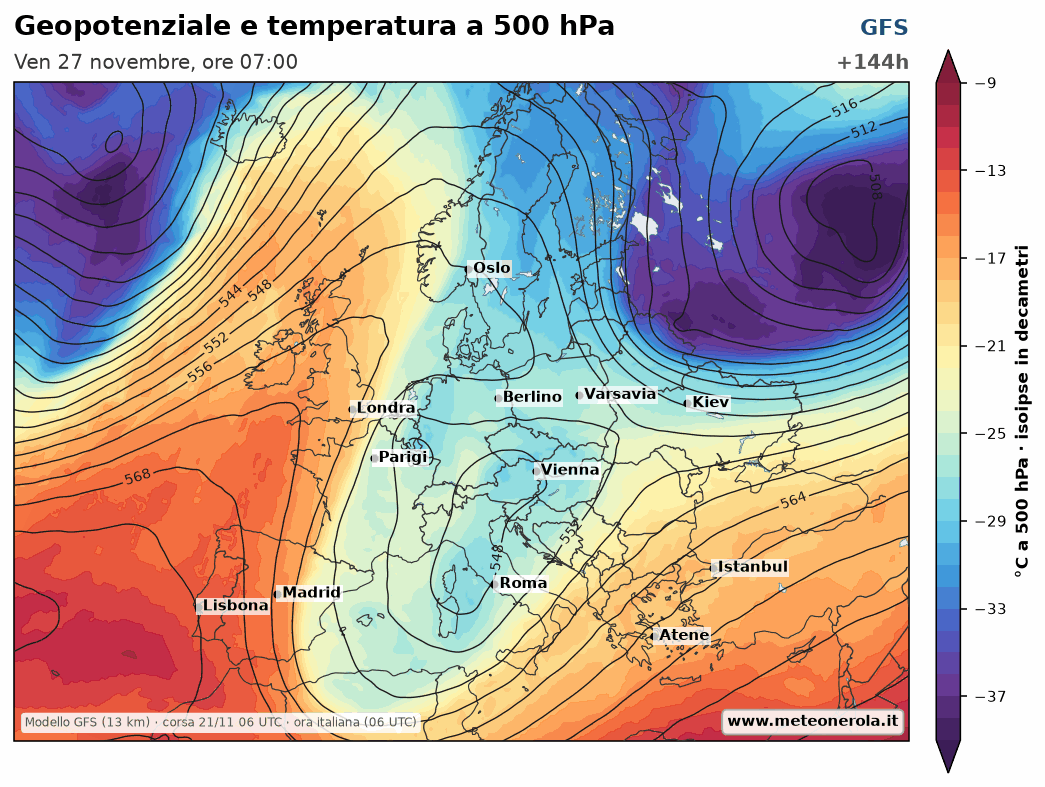 Geopotenziale e temperatura a 500 hPa
GFS
Ven 27 novembre, ore 07:00
+144h
516
512
508
544
548
552
556
568
564
548
Oslo
Londra
Berlino
Varsavia
Kiev
Parigi
Vienna
Roma
Madrid
Lisbona
Istanbul
Atene
−9
−13
−17
−21
−25
−29
−33
−37
°C a 500 hPa · isoipse in decametri
Modello GFS (13 km) · corsa 21/11 06 UTC · ora italiana (06 UTC)
www.meteonerola.it